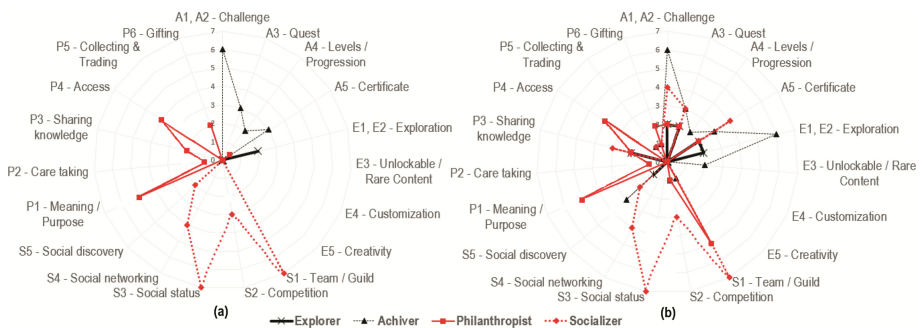 A1, A2 - Challenge
7
6
5
4
3
2
1
0
A3 - Quest
A4 - Levels /
Progression
A5 - Certificate
E1, E2 - Exploration
E3 - Unlockable /
Rare Content
E4 - Customization
E5 - Creativity
S1 - Team / Guild
S2 - Competition
S3 - Social status
S4 - Social networking
S5 - Social discovery
P1 - Meaning /
Purpose
P2 - Care taking
P3 - Sharing
knowledge
P4 - Access
P5 - Collecting &
Trading
P6 - Gifting
(a)
A1, A2 - Challenge
7
6
5
4
3
2
1
0
A3 - Quest
A4 - Levels /
Progression
A5 - Certificate
E1, E2 - Exploration
E3 - Unlockable /
Rare Content
E4 - Customization
E5 - Creativity
S1 - Team / Guild
S2 - Competition
S3 - Social status
S4 - Social networking
S5 - Social discovery
P1 - Meaning /
Purpose
P2 - Care taking
P3 - Sharing
knowledge
P4 - Access
P5 - Collecting &
Trading
P6 - Gifting
(b)
Explorer
Achiver
Philanthropist
Socializer